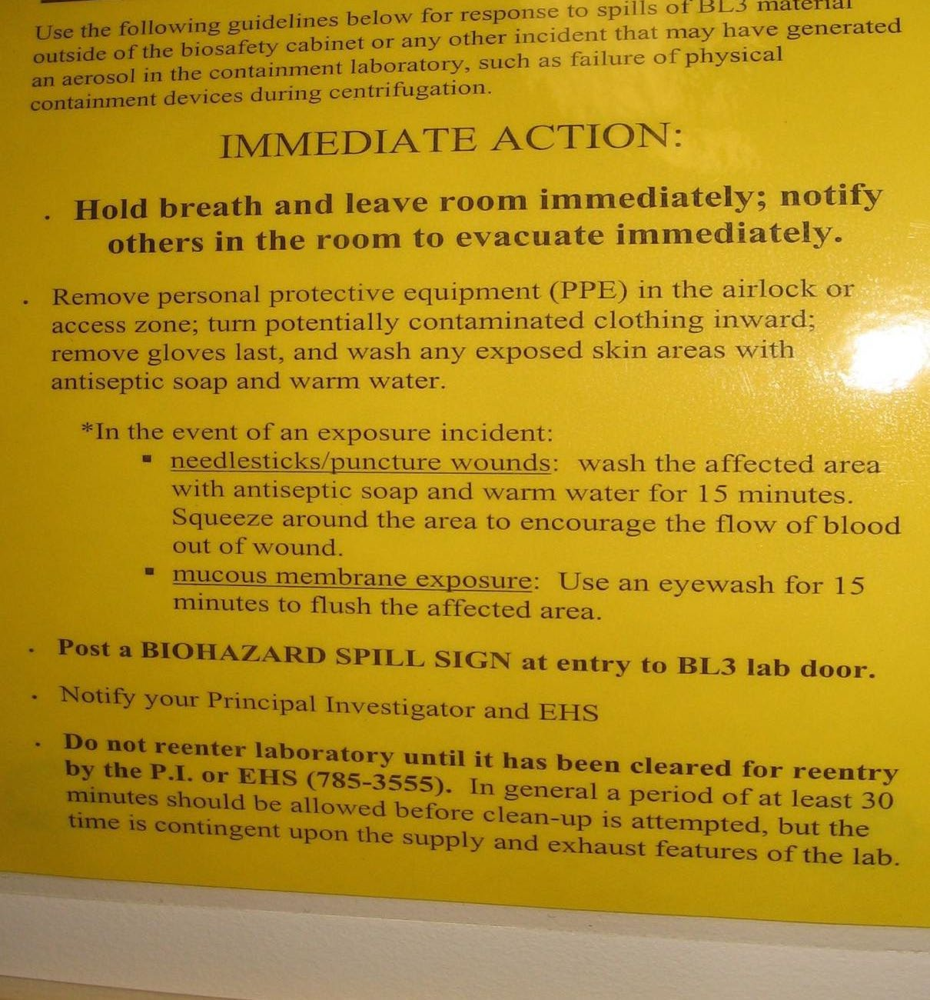 Use the following guidelines below for response to spills of BL3 material
outside of the biosafety cabinet or any other incident that may have generated
an aerosol in the containment laboratory, such as failure of physical
containment devices during centrifugation.
IMMEDIATE ACTION:
. Hold breath and leave room immediately; notify
others in the room to evacuate immediately.
. Remove personal protective equipment (PPE) in the airlock or
access zone; turn potentially contaminated clothing inward;
remove gloves last, and wash any exposed skin areas with
antiseptic soap and warm water.
*In the event of an exposure incident:
▪ needlesticks/puncture wounds: wash the affected area
with antiseptic soap and warm water for 15 minutes.
Squeeze around the area to encourage the flow of blood
out of wound.
▪ mucous membrane exposure: Use an eyewash for 15
minutes to flush the affected area.
. Post a BIOHAZARD SPILL SIGN at entry to BL3 lab door.
. Notify your Principal Investigator and EHS
. Do not reenter laboratory until it has been cleared for reentry
by the P.I. or EHS (785-3555). In general a period of at least 30
minutes should be allowed before clean-up is attempted, but the
time is contingent upon the supply and exhaust features of the lab.